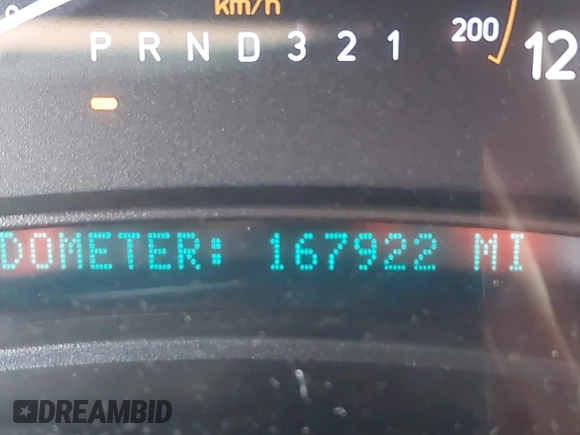 km/h
P R N D 3 2 1
200
12
DOMETER: 167922 MI
DREAMBID